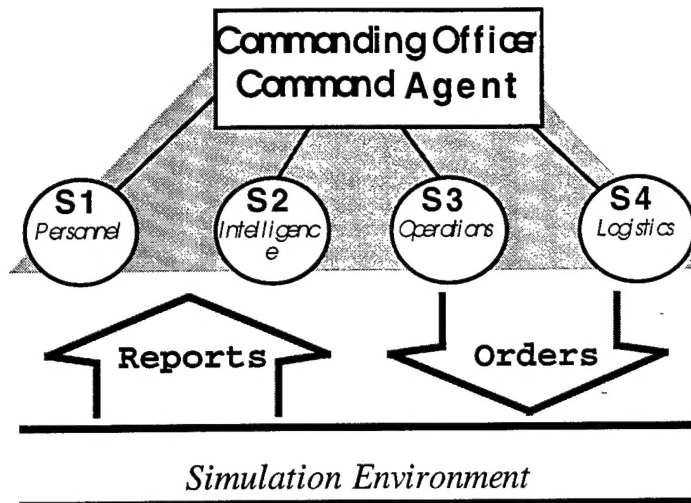 Commanding Officer
Command Agent
S1
Personnel
S2
Intelligenc
e
S3
Operations
S4
Logistics
Reports
Orders
Simulation Environment